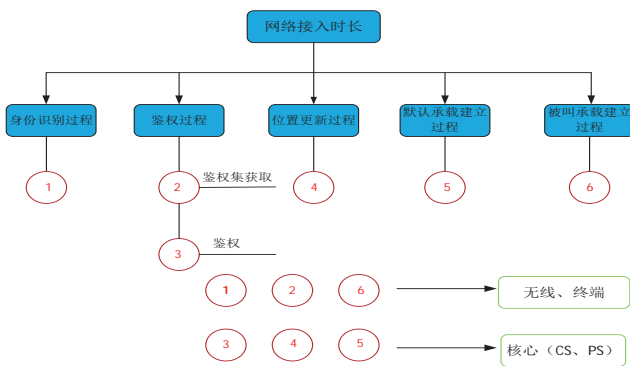 网络接入时长
身份识别过程
鉴权过程
位置更新过程
默认承载建立
过程
被叫承载建立
过程
1
2
鉴权集获取
4
5
6
3
鉴权
1 2 6
无线、终端
3 4 5
核心（CS、PS）